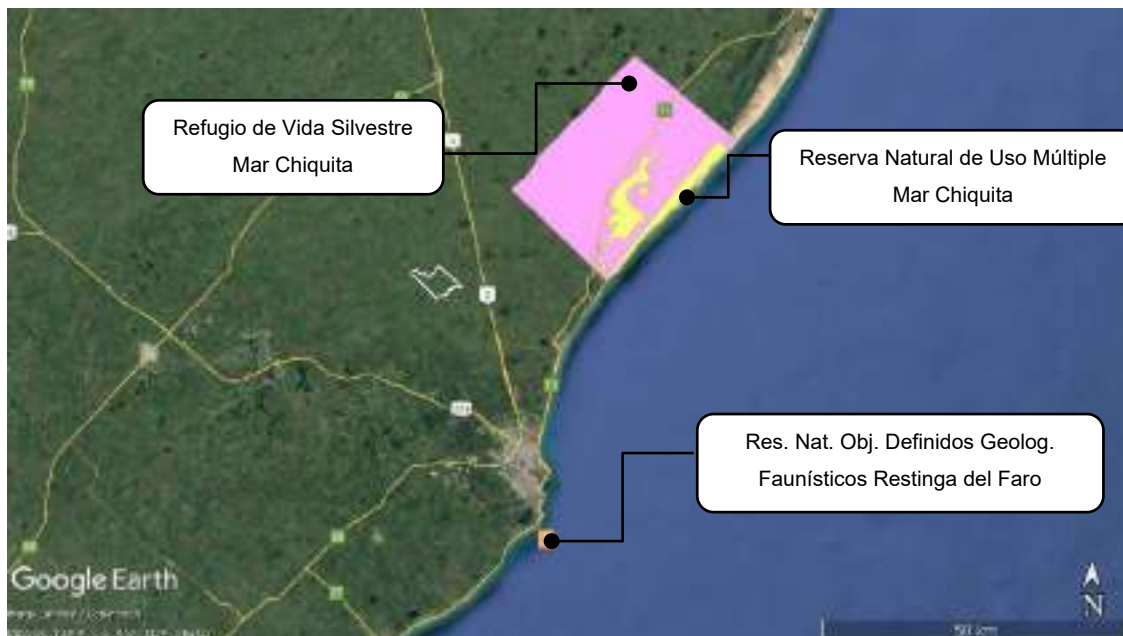 Refugio de Vida Silvestre
Mar Chiquita
Reserva Natural de Uso Múltiple
Mar Chiquita
Res. Nat. Obj. Definidos Geolog.
Faunísticos Restinga del Faro
Google Earth
N